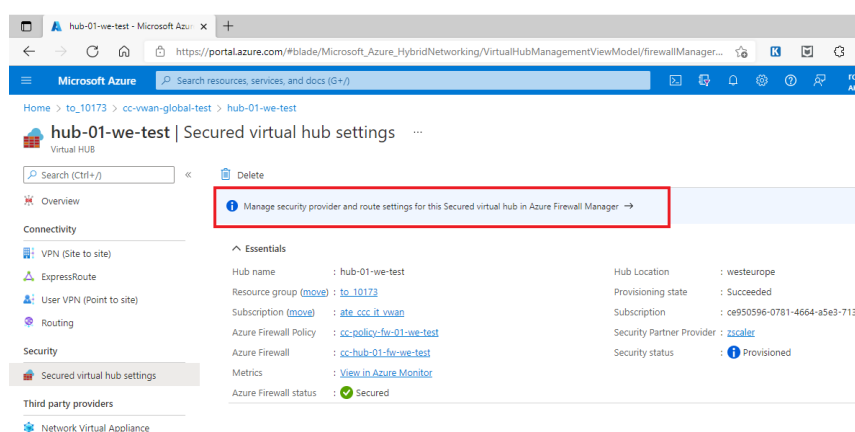 hub-01-we-test - Microsoft Azur
https://portal.azure.com/#blade/Microsoft_Azure_HybridNetworking/VirtualHubManagementViewModel/firewallManager...
Microsoft Azure
Search resources, services, and docs (G+/)
Home > to_10173 > cc-vwan-global-test > hub-01-we-test
hub-01-we-test | Secured virtual hub settings ...
Virtual HUB
Search (Ctrl+/) «
Delete
Overview
Manage security provider and route settings for this Secured virtual hub in Azure Firewall Manager →
Connectivity
VPN (Site to site)
ExpressRoute
User VPN (Point to site)
Routing
Security
Secured virtual hub settings
Third party providers
Network Virtual Appliance
Essentials
Hub name : hub-01-we-test
Resource group (move) : to_10173
Subscription (move) : ate_ccc_it_vwan
Azure Firewall Policy : cc-policy-fw-01-we-test
Azure Firewall : cc-hub-01-fw-we-test
Metrics : View in Azure Monitor
Azure Firewall status : Secured
Hub Location : westeurope
Provisioning state : Succeeded
Subscription : ce950596-0781-4664-a5e3-713
Security Partner Provider : zscaler
Security status : Provisioned